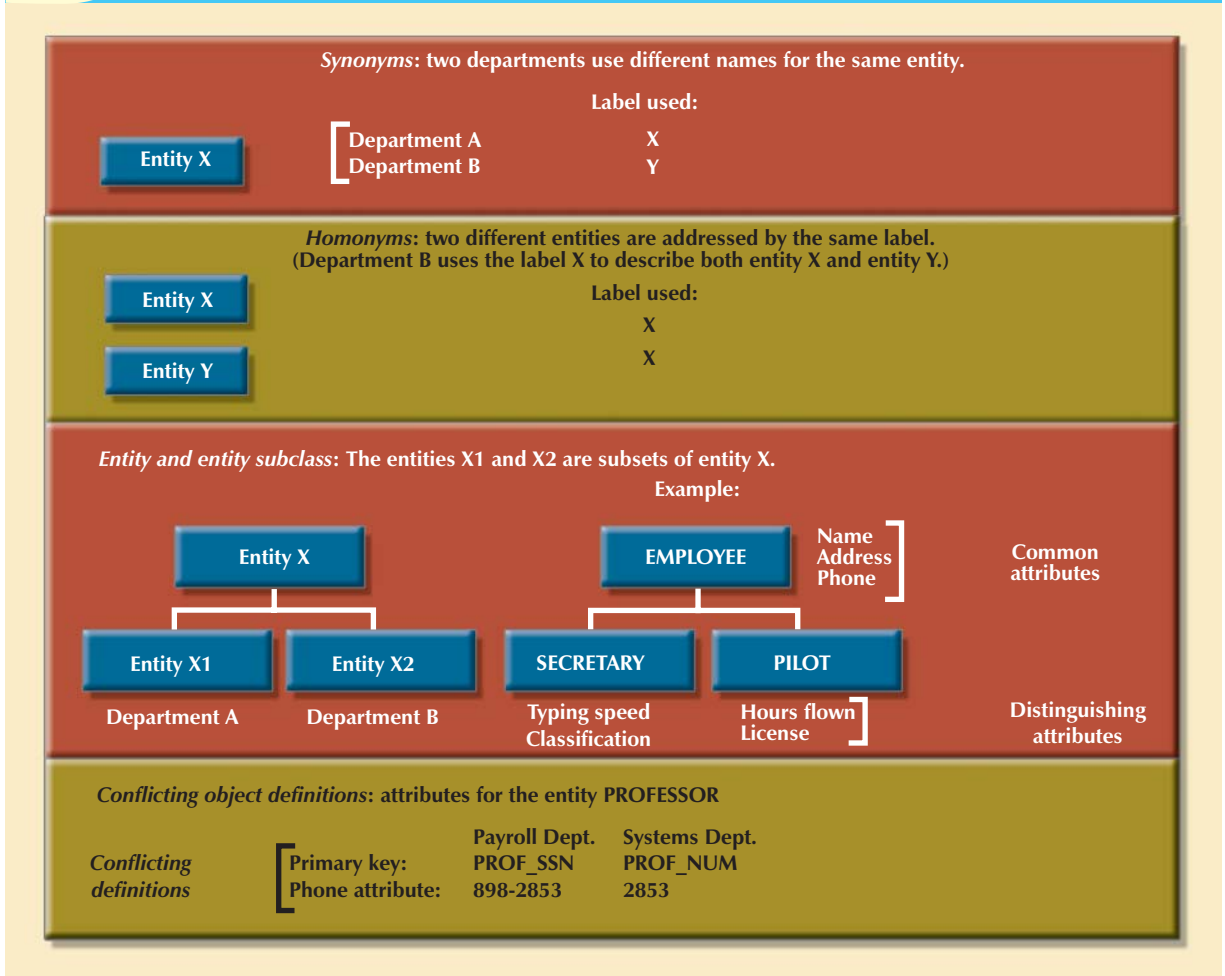 Synonyms: two departments use different names for the same entity.
Label used:
Entity X
Department A X
Department B Y
Homonyms: two different entities are addressed by the same label.
(Department B uses the label X to describe both entity X and entity Y.)
Label used:
Entity X
X
Entity Y
X
Entity and entity subclass: The entities X1 and X2 are subsets of entity X.
Example:
Entity X
EMPLOYEE
Name
Address
Phone
Common
attributes
Entity X1
Entity X2
SECRETARY
PILOT
Department A
Department B
Typing speed
Classification
Hours flown
License
Distinguishing
attributes
Conflicting object definitions: attributes for the entity PROFESSOR
Payroll Dept. Systems Dept.
Conflicting
definitions
Primary key: PROF_SSN PROF_NUM
Phone attribute: 898-2853 2853